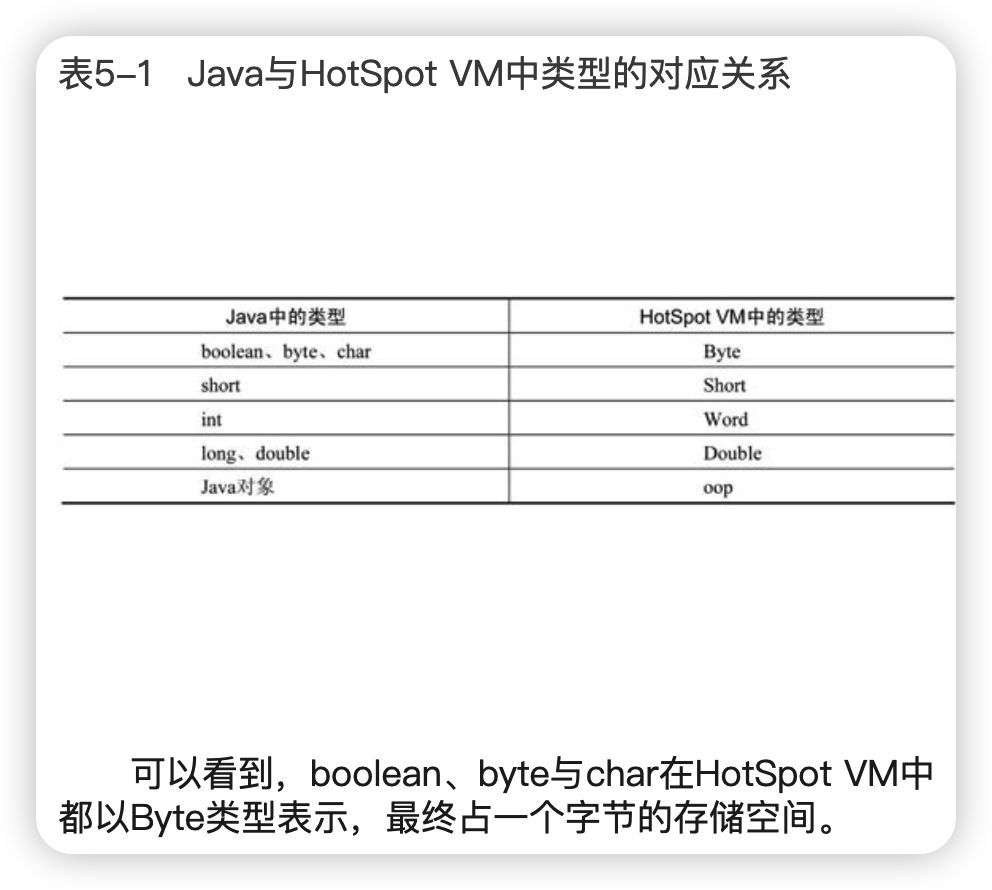 表5-1 Java与HotSpot VM中类型的对应关系
Java中的类型 HotSpot VM中的类型
boolean、byte、char Byte
short Short
int Word
long、double Double
Java对象 oop
可以看到，boolean、byte与char在HotSpot VM中
都以Byte类型表示，最终占一个字节的存储空间。